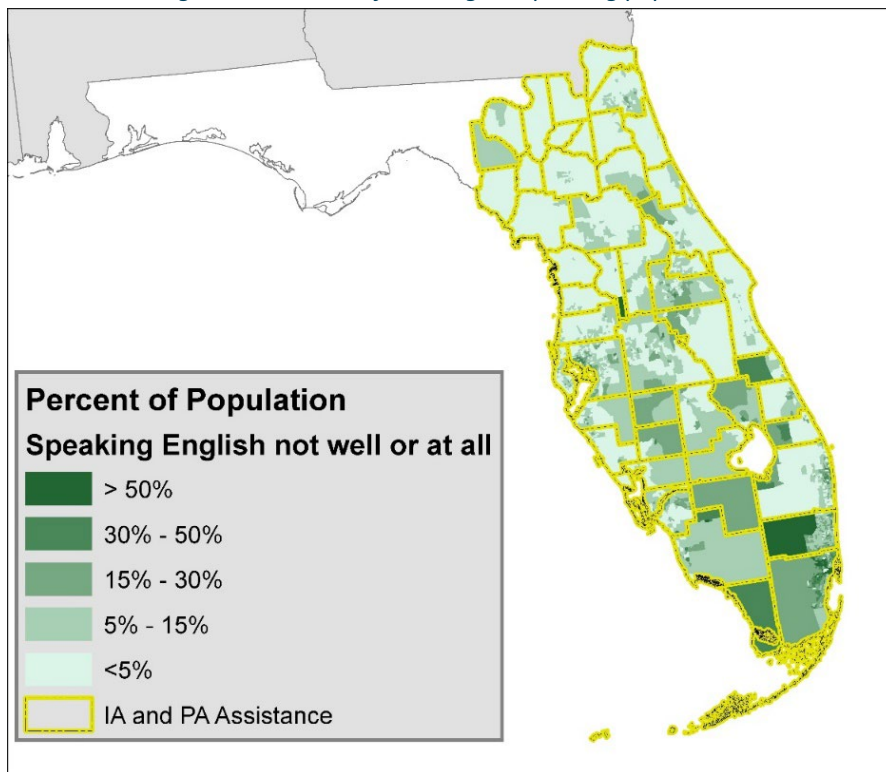 Percent of Population
Speaking English not well or at all
> 50%
30% - 50%
15% - 30%
5% - 15%
<5%
IA and PA Assistance